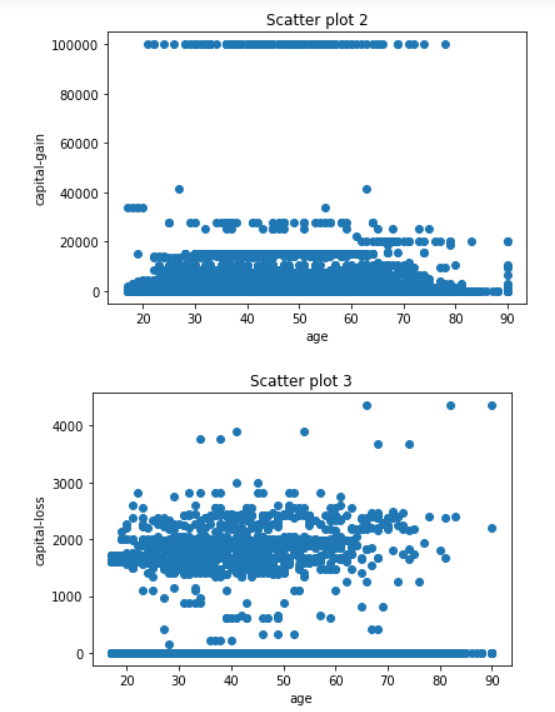 Scatter plot 2
100000
80000
60000
40000
20000
0
capital-gain
20 30 40 50 60 70 80 90
age
Scatter plot 3
4000
3000
2000
1000
0
capital-loss
20 30 40 50 60 70 80 90
age